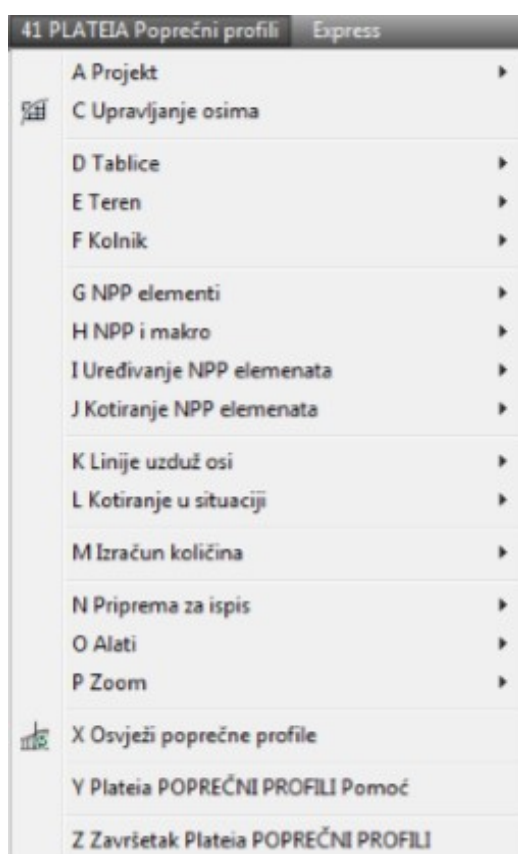 41 PLATEIA Poprečni profili Express
A Projekt
C Upravljanje osima
D Tablice
E Teren
F Kolnik
G NPP elementi
H NPP i makro
I Uređivanje NPP elemenata
J Kotiranje NPP elemenata
K Linije uzduž osi
L Kotiranje u situaciji
M Izračun količina
N Priprema za ispis
O Alati
P Zoom
X Osvježi poprečne profile
Y Plateia POPREČNI PROFILI Pomoć
Z Završetak Plateia POPREČNI PROFILI